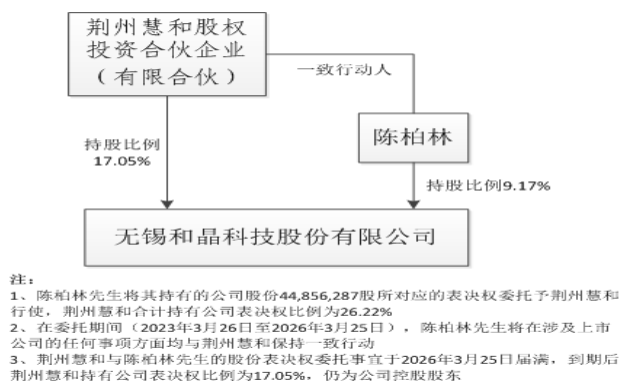 荆州慧和股权
投资合伙企业
（有限合伙）
一致行动人
陈柏林
持股比例
17.05%
持股比例9.17%
无锡和晶科技股份有限公司
注：
1、陈柏林先生将其持有的公司股份44,856,287股所对应的表决权委托予荆州慧和
行使，荆州慧和合计持有公司表决权比例为26.22%
2、在委托期间（2023年3月26日至2026年3月25日），陈柏林先生将在涉及上市
公司的任何事项方面均与荆州慧和保持一致行动
3、荆州慧和与陈柏林先生的股份表决权委托事宜于2026年3月25日届满，到期后
荆州慧和持有公司表决权比例为17.05%，仍为公司控股股东